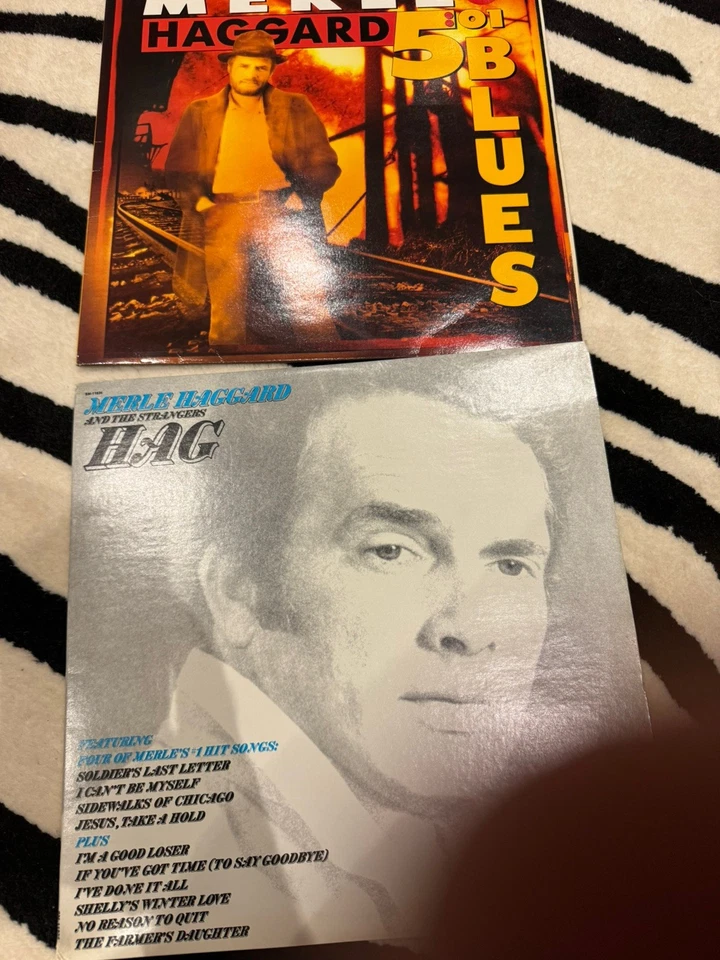 MERLE
HAGGARD
5:01
BLUES
MERLE HAGGARD
AND THE STRANGERS
HAG
FEATURING
FOUR OF MERLE'S #1 HIT SONGS:
SOLDIER'S LAST LETTER
I CAN'T BE MYSELF
SIDEWALKS OF CHICAGO
JESUS, TAKE A HOLD
PLUS
I'M A GOOD LOSER
IF YOU'VE GOT TIME (TO SAY GOODBYE)
I'VE DONE IT ALL
SHELLY'S WINTER LOVE
NO REASON TO QUIT
THE FARMER'S DAUGHTER